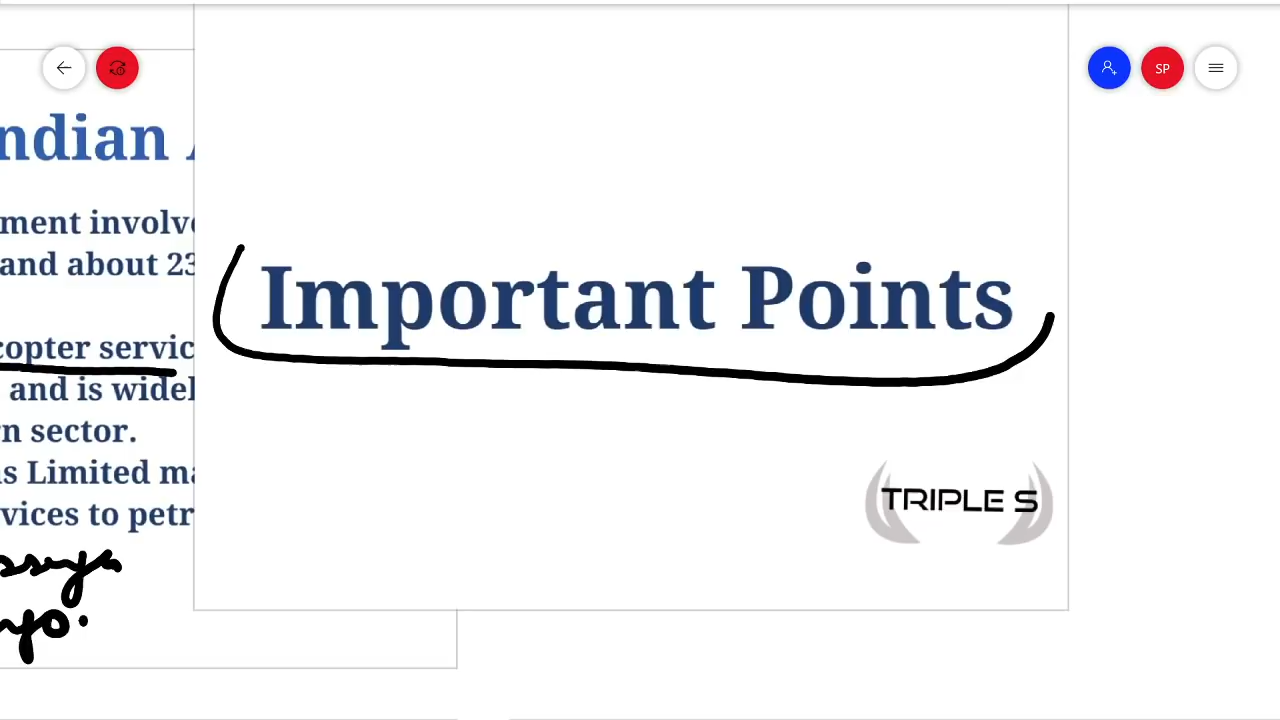 SP
ndian
ment involve
and about 23
copter servic
and is widel
n sector.
s Limited ma
vices to petr
Important Points
TRIPLE S